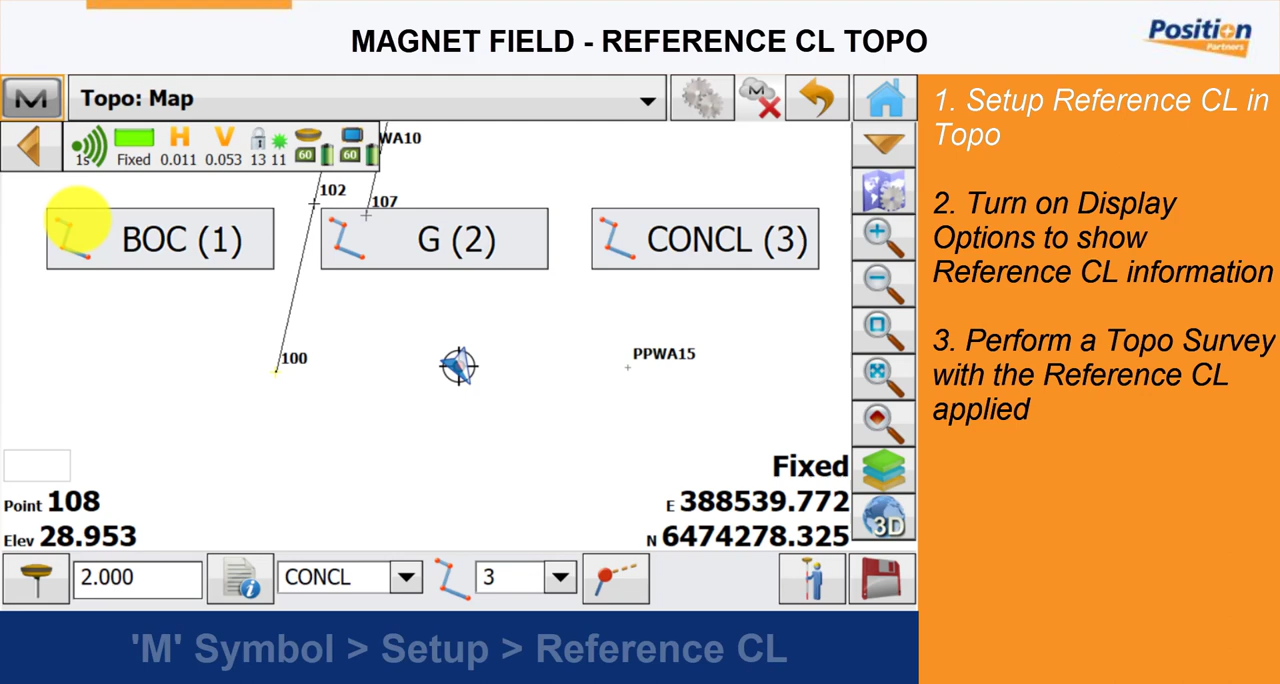 MAGNET FIELD - REFERENCE CL TOPO
Position
Partners
Topo: Map
1s Fixed H 0.011 V 0.053 13 11 60 60
WA10
102
107
BOC (1)
G (2)
CONCL (3)
100
PPWA15
Fixed
Point 108
E 388539.772
Elev 28.953
N 6474278.325
3D
2.000
CONCL
3
'M' Symbol > Setup > Reference CL
1. Setup Reference CL in
Topo
2. Turn on Display
Options to show
Reference CL information
3. Perform a Topo Survey
with the Reference CL
applied